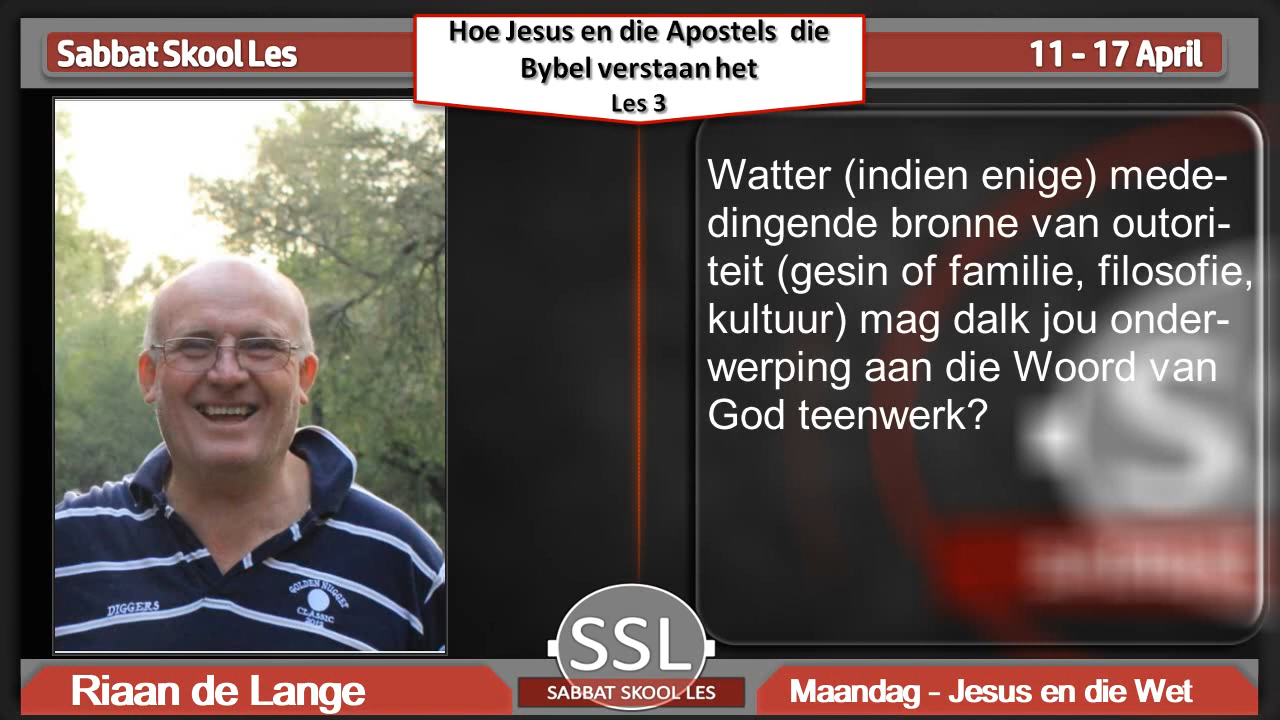 Sabbat Skool Les
Hoe Jesus en die Apostels die
Bybel verstaan het
Les 3
11 - 17 April
Watter (indien enige) mede-
dingende bronne van outori-
teit (gesin of familie, filosofie,
kultuur) mag dalk jou onder-
werping aan die Woord van
God teenwerk?
DIGGERS
GOLDEN NUGGET
CLASSIC
SSL
SABBAT SKOOL LES
Riaan de Lange
Maandag - Jesus en die Wet